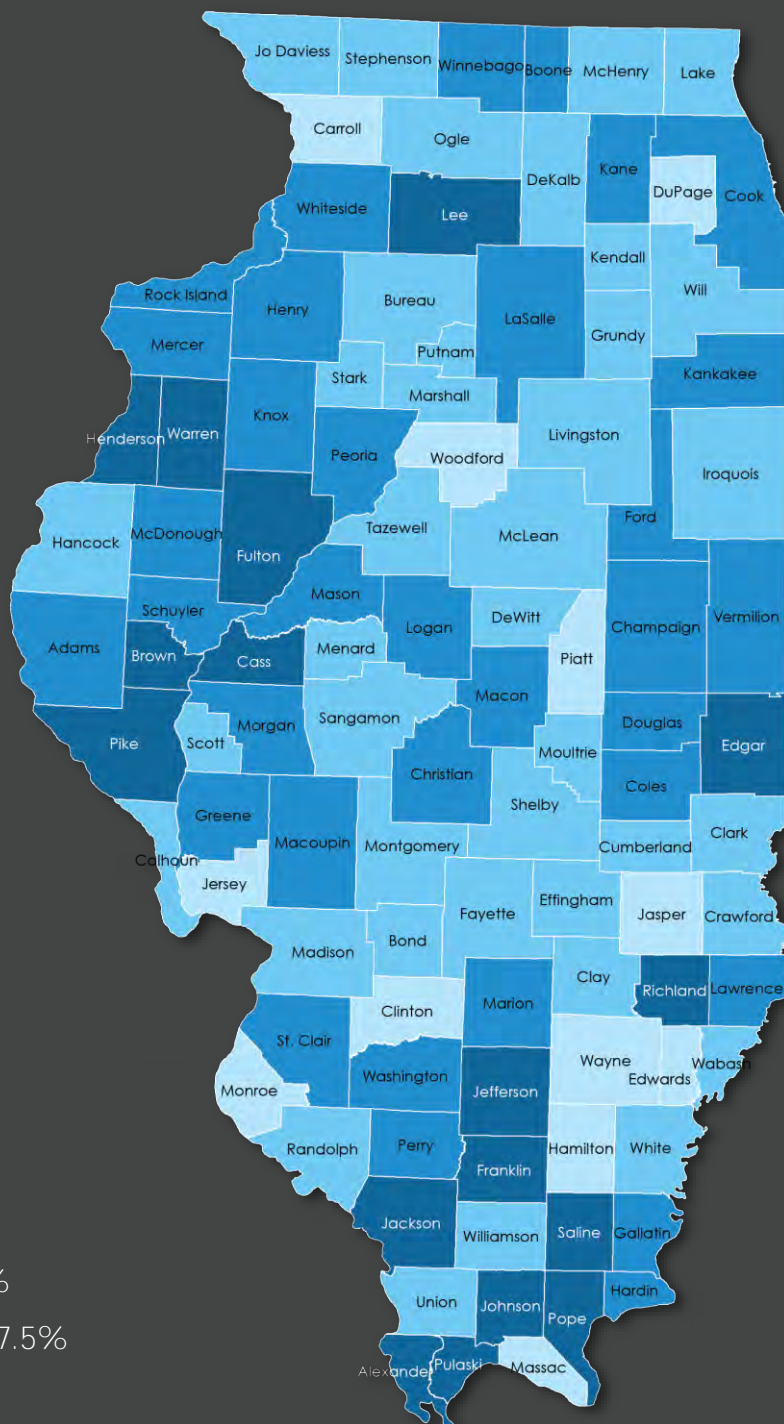 Jo Daviess
Stephenson
Winnebago
Boone
McHenry
Lake
Carroll
Ogle
DeKalb
Kane
DuPage
Cook
Whiteside
Lee
Kendall
Will
Rock Island
Henry
Bureau
LaSalle
Grundy
Mercer
Putnam
Kankakee
Stark
Marshall
Henderson
Warren
Knox
Peoria
Woodford
Livingston
Iroquois
Hancock
McDonough
Fulton
Tazewell
McLean
Ford
Mason
Schuyler
Adams
Brown
Cass
Menard
Logan
DeWitt
Piatt
Champaign
Vermilion
Macon
Pike
Scott
Morgan
Sangamon
Christian
Moultrie
Douglas
Edgar
Coles
Shelby
Greene
Macoupin
Montgomery
Cumberland
Clark
Calhoun
Jersey
Fayette
Effingham
Jasper
Crawford
Madison
Bond
Clay
Richland
Lawrence
Clinton
Marion
St. Clair
Wayne
Edwards
Wabash
Monroe
Washington
Jefferson
Randolph
Perry
Hamilton
White
Franklin
Jackson
Williamson
Saline
Gallatin
Union
Johnson
Pope
Hardin
Alexander
Pulaski
Massac
%
7.5%